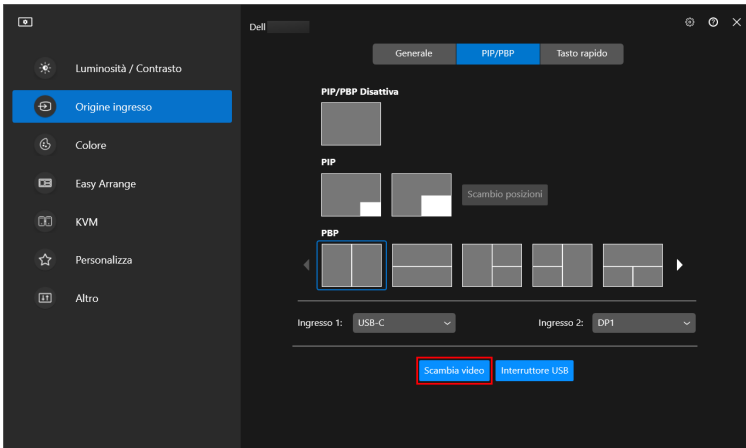 Dell
Generale
PIP/PBP
Tasto rapido
Luminosità / Contrasto
Origine ingresso
Colore
Easy Arrange
KVM
Personalizza
Altro
PIP/PBP Disattiva
PIP
Scambio posizioni
PBP
Ingresso 1:
USB-C
Ingresso 2:
DP1
Scambia video
Interruttore USB